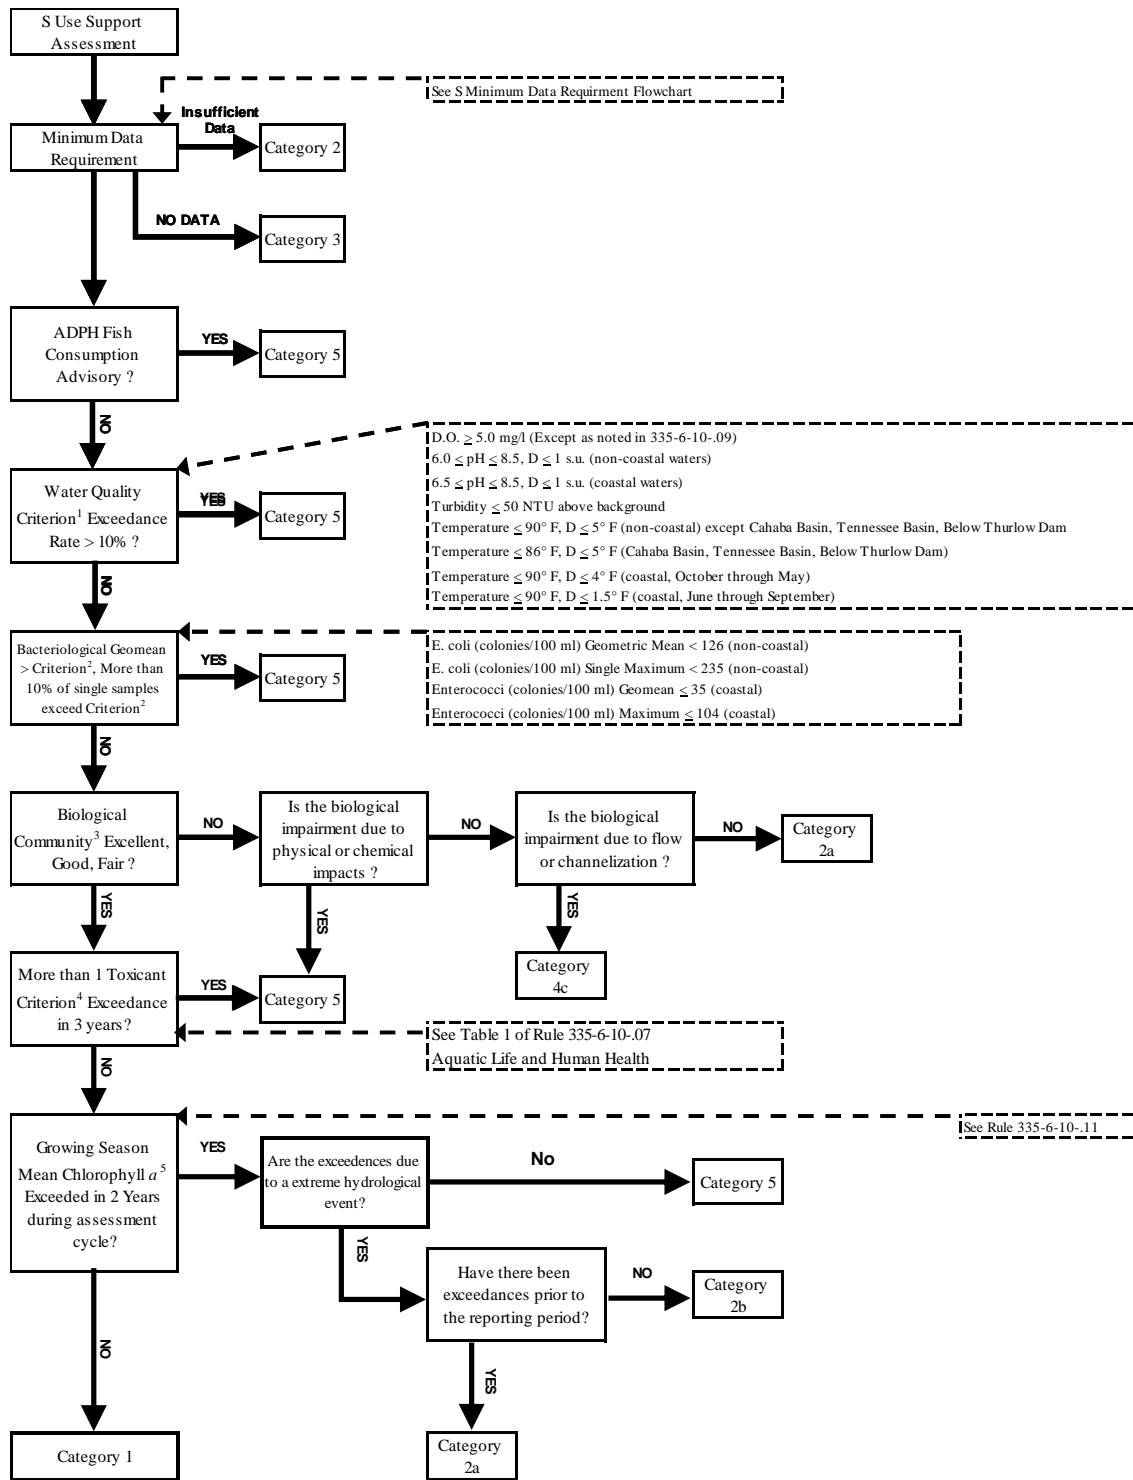 S Use Support
Assessment
See S Minimum Data Requirment Flowchart
Insufficient
Data
Minimum Data
Requirement
Category 2
NO DATA
Category 3
ADPH Fish
Consumption
Advisory ?
YES
Category 5
NO
D.O. ≥ 5.0 mg/l (Except as noted in 335-6-10-.09)
6.0 ≤ pH ≤ 8.5, D ≤ 1 s.u. (non-coastal waters)
6.5 ≤ pH ≤ 8.5, D ≤ 1 s.u. (coastal waters)
Turbidity ≤ 50 NTU above background
Temperature ≤ 90° F, D ≤ 5° F (non-coastal) except Cahaba Basin, Tennessee Basin, Below Thurlow Dam
Temperature ≤ 86° F, D ≤ 5° F (Cahaba Basin, Tennessee Basin, Below Thurlow Dam)
Temperature ≤ 90° F, D ≤ 4° F (coastal, October through May)
Temperature ≤ 90° F, D ≤ 1.5° F (coastal, June through September)
Water Quality
Criterion¹ Exceedance
Rate > 10% ?
YES
YES
Category 5
NO
Bacteriological Geomean
> Criterion², More than
10% of single samples
exceed Criterion²
YES
Category 5
E. coli (colonies/100 ml) Geometric Mean < 126 (non-coastal)
E. coli (colonies/100 ml) Single Maximum < 235 (non-coastal)
Enterococci (colonies/100 ml) Geomean ≤ 35 (coastal)
Enterococci (colonies/100 ml) Maximum ≤ 104 (coastal)
NO
Biological
Community³ Excellent,
Good, Fair ?
NO
Is the biological
impairment due to
physical or chemical
impacts ?
NO
Is the biological
impairment due to flow
or channelization ?
NO
Category
2a
YES
YES
YES
More than 1 Toxicant
Criterion⁴ Exceedance
in 3 years?
YES
Category 5
Category
4c
See Table 1 of Rule 335-6-10-.07
Aquatic Life and Human Health
NO
See Rule 335-6-10-.11
Growing Season
Mean Chlorophyll a⁵
Exceeded in 2 Years
during assessment
cycle?
YES
Are the exceedences due
to a extreme hydrological
event?
No
Category 5
YES
Have there been
exceedances prior to
the reporting period?
NO
Category
2b
NO
YES
Category 1
Category
2a